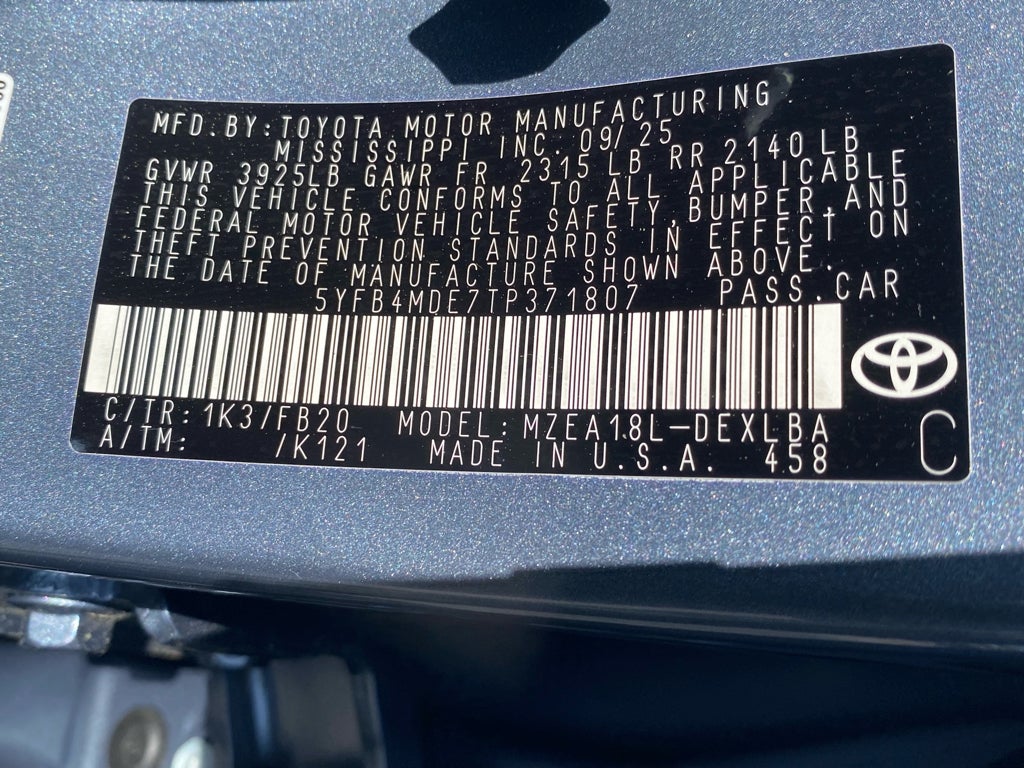 MFD. BY: TOYOTA MOTOR MANUFACTURING
MISSISSIPPI INC. 09/25
GVWR 3925LB GAWR FR 2315 LB RR 2140 LB
THIS VEHICLE CONFORMS TO ALL APPLICABLE
FEDERAL MOTOR VEHICLE SAFETY, BUMPER, AND
THEFT PREVENTION STANDARDS IN EFFECT ON
THE DATE OF MANUFACTURE SHOWN ABOVE.
5YFB4MDE7TP371807 PASS. CAR
C/TR: 1K3/FB20 MODEL: MZEA18L-DEXLBA
A/TM: /K121 MADE IN U.S.A. 458
C